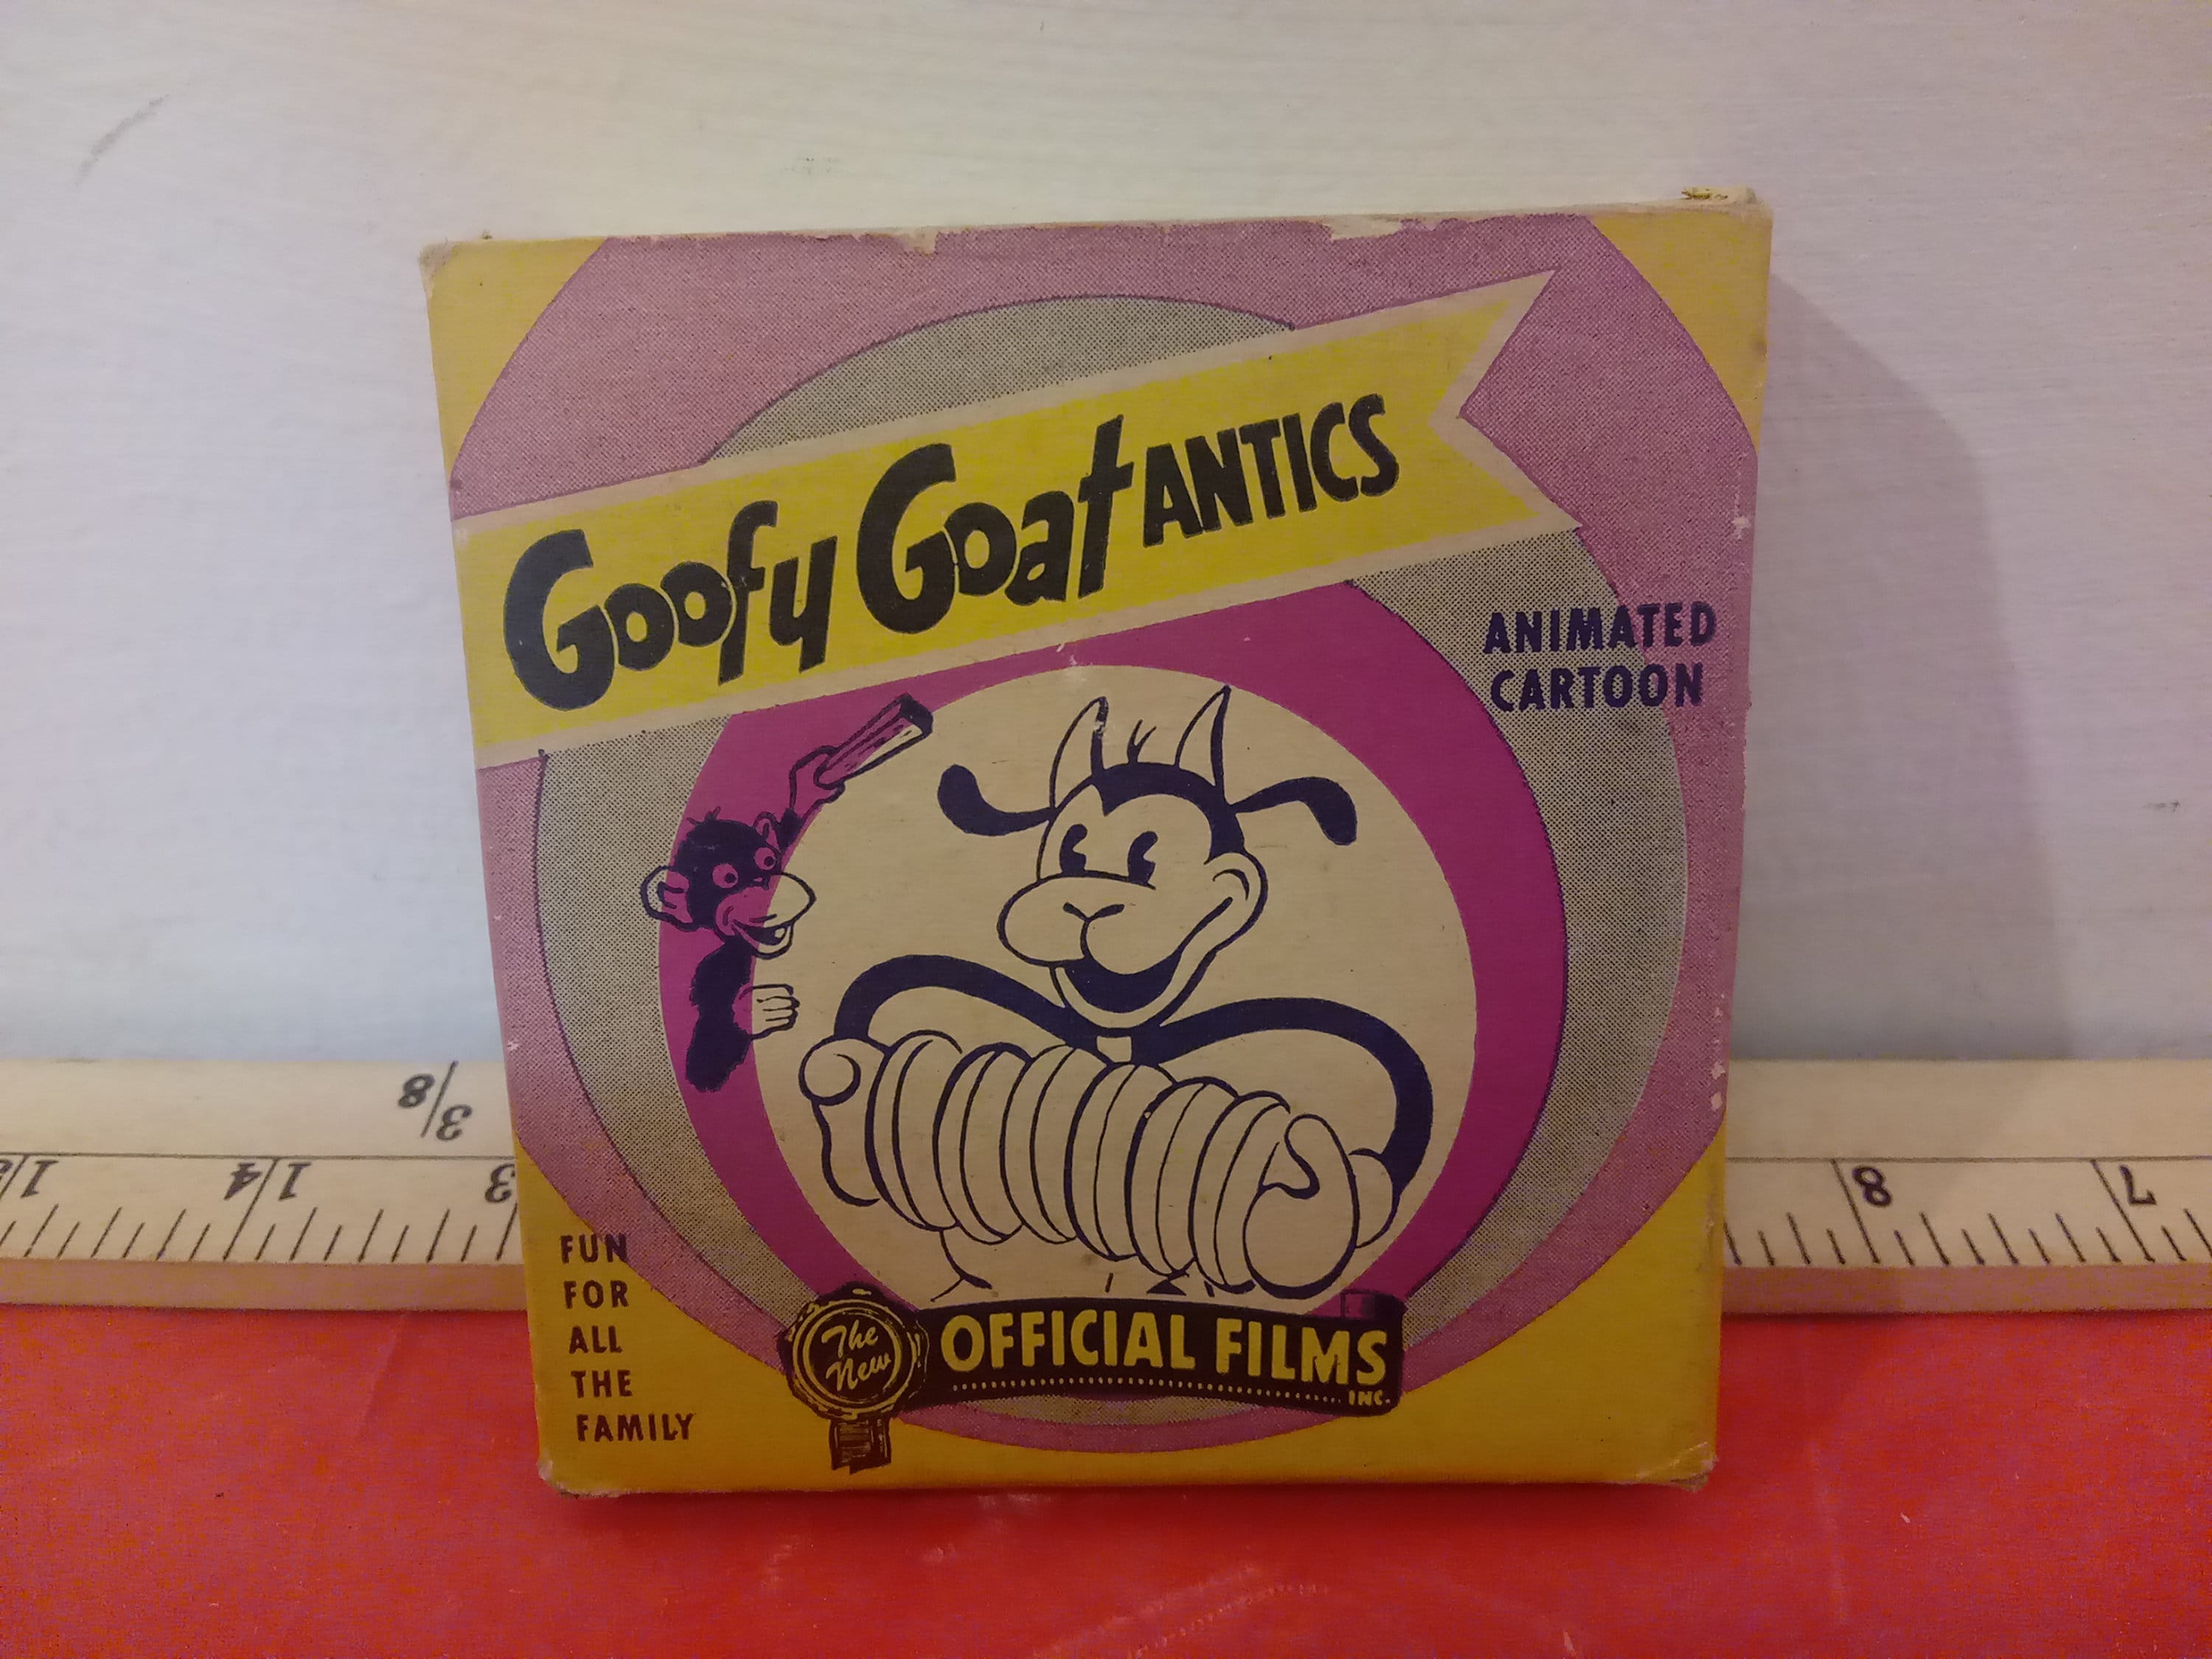 Goofy Goat ANTICS
ANIMATED
CARTOON
FUN
FOR
ALL
THE
FAMILY
The
New
OFFICIAL FILMS
INC.
3/8
14
3
8
7